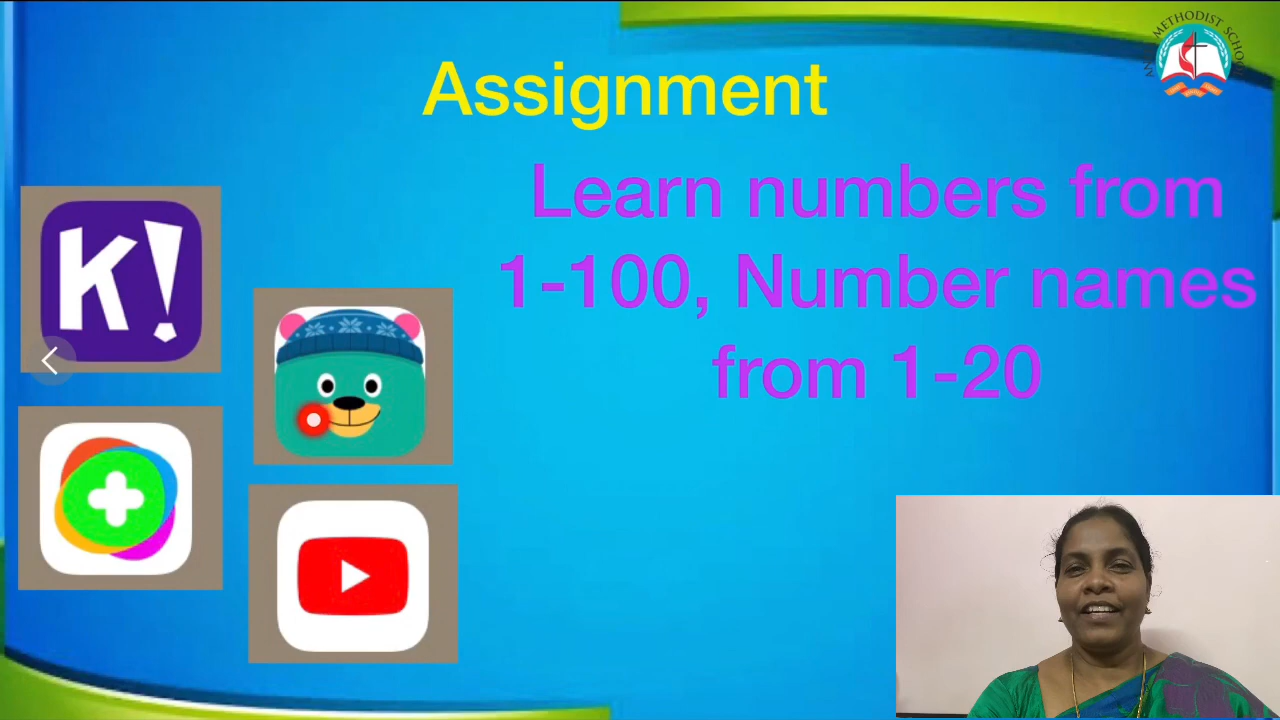 METHODIST SCHOOL
Assignment
Learn numbers from
1-100, Number names
from 1-20
K!